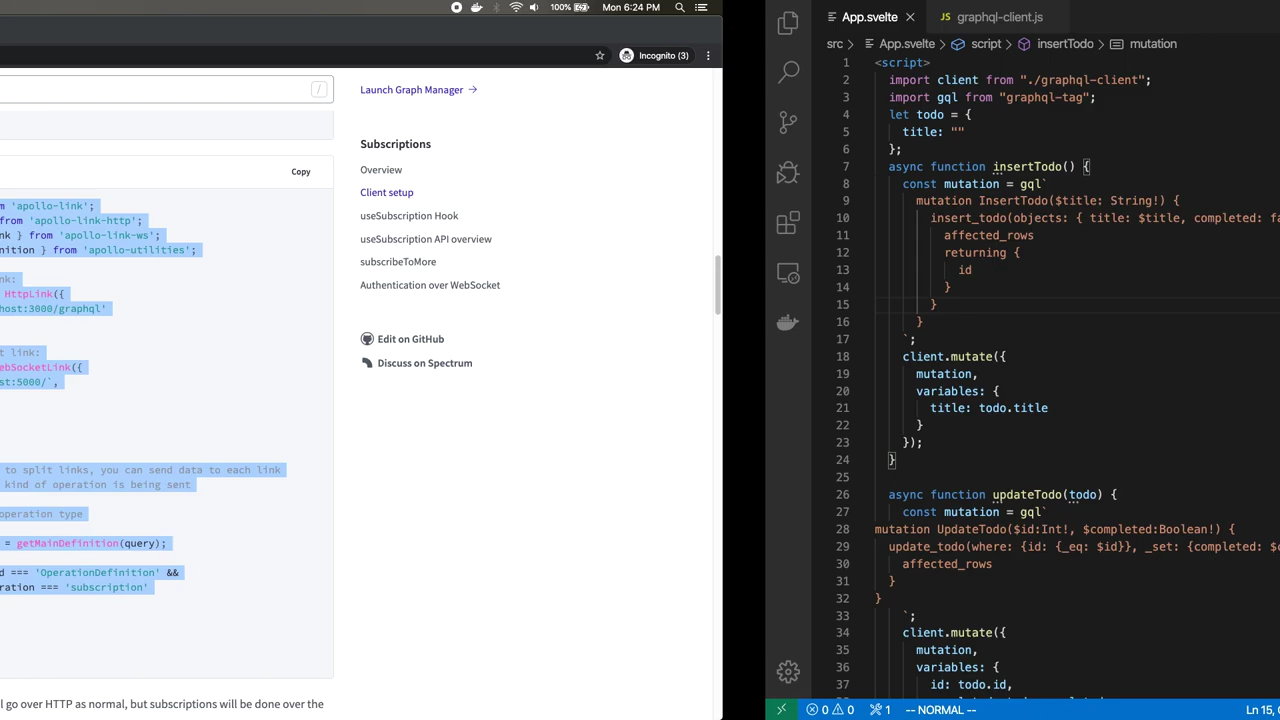 100%
Mon 6:24 PM
Incognito (3)
/
Launch Graph Manager →
Subscriptions
Overview
Client setup
useSubscription Hook
useSubscription API overview
subscribeToMore
Authentication over WebSocket
Edit on GitHub
Discuss on Spectrum
Copy
'apollo-link';
from 'apollo-link-http';
} from 'apollo-link-ws';
} from 'apollo-utilities';
HttpLink({
:3000/graphql'
link:
WebSocketLink({
:5000/`,
to split links, you can send data to each link
kind of operation is being sent
operation type
= getMainDefinition(query);
=== 'OperationDefinition' &&
=== 'subscription'
go over HTTP as normal, but subscriptions will be done over the
App.svelte
graphql-client.js
JS
src > App.svelte > script > insertTodo > mutation
1 <script>
2 import client from "./graphql-client";
3 import gql from "graphql-tag";
4 let todo = {
5 title: ""
6 };
7 async function insertTodo() {
8 const mutation = gql`
9 mutation InsertTodo($title: String!) {
10 insert_todo(objects: { title: $title, completed:
11 affected_rows
12 returning {
13 id
14 }
15 }
16 }
17 `;
18 client.mutate({
19 mutation,
20 variables: {
21 title: todo.title
22 }
23 });
24 }
25
26 async function updateTodo(todo) {
27 const mutation = gql`
28 mutation UpdateTodo($id:Int!, $completed:Boolean!) {
29 update_todo(where: {id: {_eq: $id}}, _set: {completed:
30 affected_rows
31 }
32 }
33 `;
34 client.mutate({
35 mutation,
36 variables: {
37 id: todo.id,
0 0 1 -- NORMAL -- Ln 15,